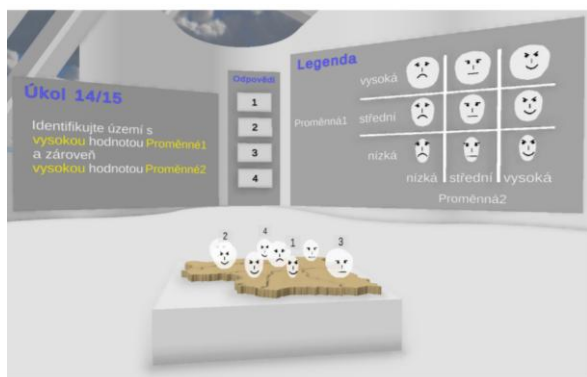 Úkol 14/15
Identifikujte území s
vysokou hodnotou Proměnné1
a zároveň
vysokou hodnotou Proměnné2
Odpovědi
1
2
3
4
Legenda
Proměnná1
vysoká
střední
nízká
nízká střední vysoká
Proměnná2
2
4
1
3